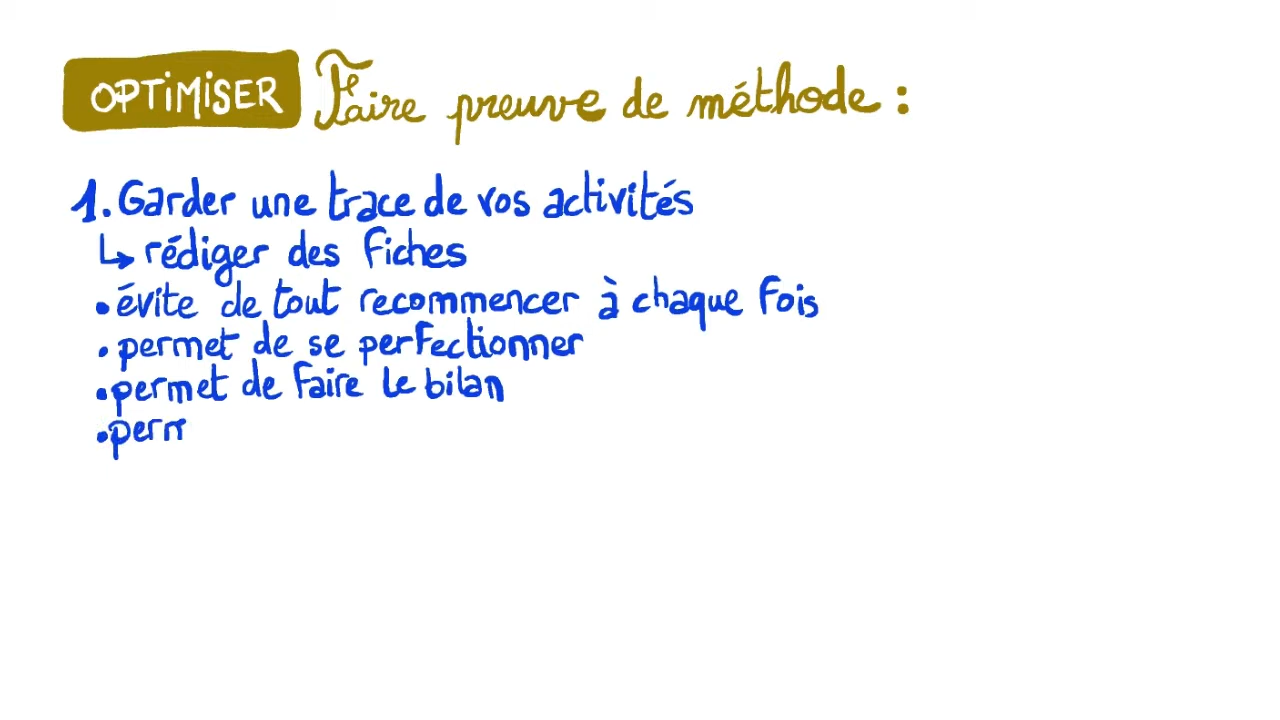 OPTIMISER Faire preuve de méthode :
1. Garder une trace de vos activités
↳ rédiger des fiches
• évite de tout recommencer à chaque fois
• permet de se perfectionner
• permet de faire le bilan
• perm